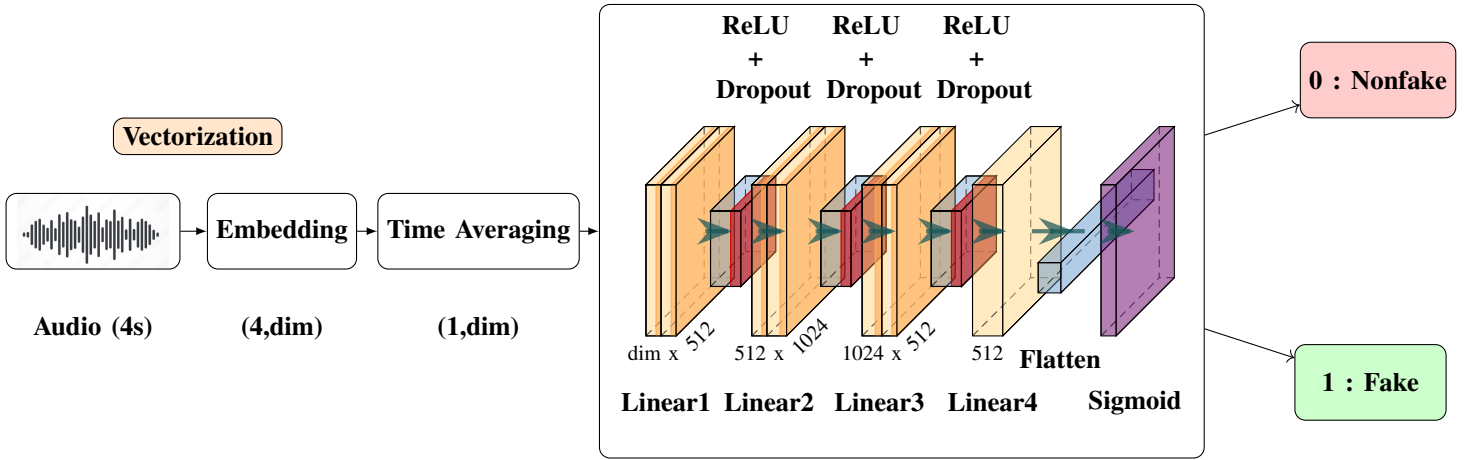 Vectorization
Embedding
Time Averaging
Audio (4s)
(4,dim)
(1,dim)
ReLU
+
Dropout
ReLU
+
Dropout
ReLU
+
Dropout
dim x 512
512 x 1024
1024 x 512
512
Flatten
Linear1
Linear2
Linear3
Linear4
Sigmoid
0 : Nonfake
1 : Fake